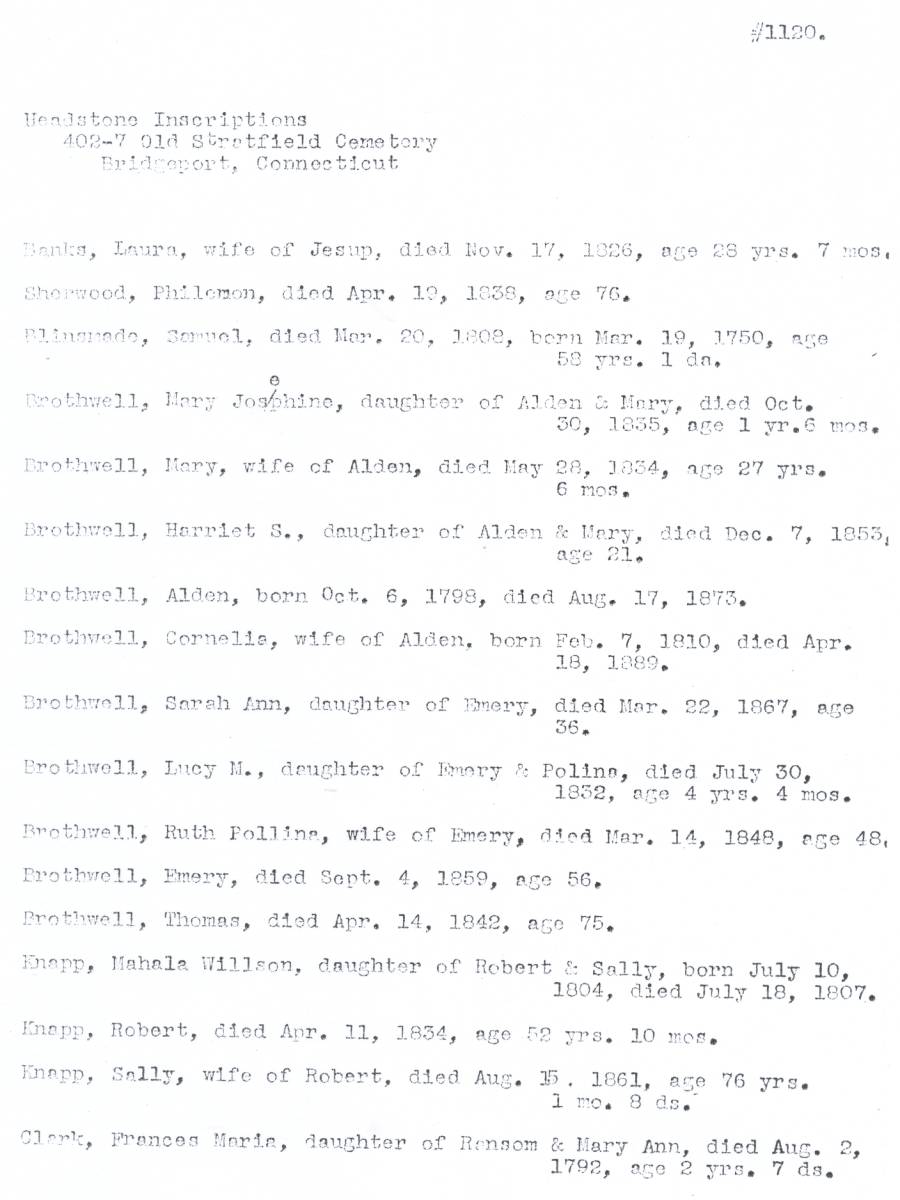 #1120.
Headstone Inscriptions
402-7 Old Stratfield Cemetery
Bridgeport, Connecticut
Banks, Laura, wife of Jesup, died Nov. 17, 1826, age 28 yrs. 7 mos.
Sherwood, Philemon, died Apr. 19, 1838, age 76.
Blinsmade, Samuel, died Mar. 20, 1808, born Mar. 19, 1750, age
58 yrs. 1 da.
e
Brothwell, Mary Josphine, daughter of Alden & Mary, died Oct.
30, 1835, age 1 yr.6 mos.
Brothwell, Mary, wife of Alden, died May 28, 1834, age 27 yrs.
6 mos.
Brothwell, Harriet S., daughter of Alden & Mary, died Dec. 7, 1853,
age 21.
Brothwell, Alden, born Oct. 6, 1798, died Aug. 17, 1873.
Brothwell, Cornelia, wife of Alden, born Feb. 7, 1810, died Apr.
18, 1889.
Brothwell, Sarah Ann, daughter of Emery, died Mar. 22, 1867, age
36.
Brothwell, Lucy M., daughter of Emery & Polina, died July 30,
1832, age 4 yrs. 4 mos.
Brothwell, Ruth Pollina, wife of Emery, died Mar. 14, 1848, age 48.
Brothwell, Emery, died Sept. 4, 1859, age 56.
Brothwell, Thomas, died Apr. 14, 1842, age 75.
Knapp, Mahala Willson, daughter of Robert & Sally, born July 10,
1804, died July 18, 1807.
Knapp, Robert, died Apr. 11, 1834, age 52 yrs. 10 mos.
Knapp, Sally, wife of Robert, died Aug. 15. 1861, age 76 yrs.
1 mo. 8 ds.
Clark, Frances Maria, daughter of Ransom & Mary Ann, died Aug. 2,
1792, age 2 yrs. 7 ds.